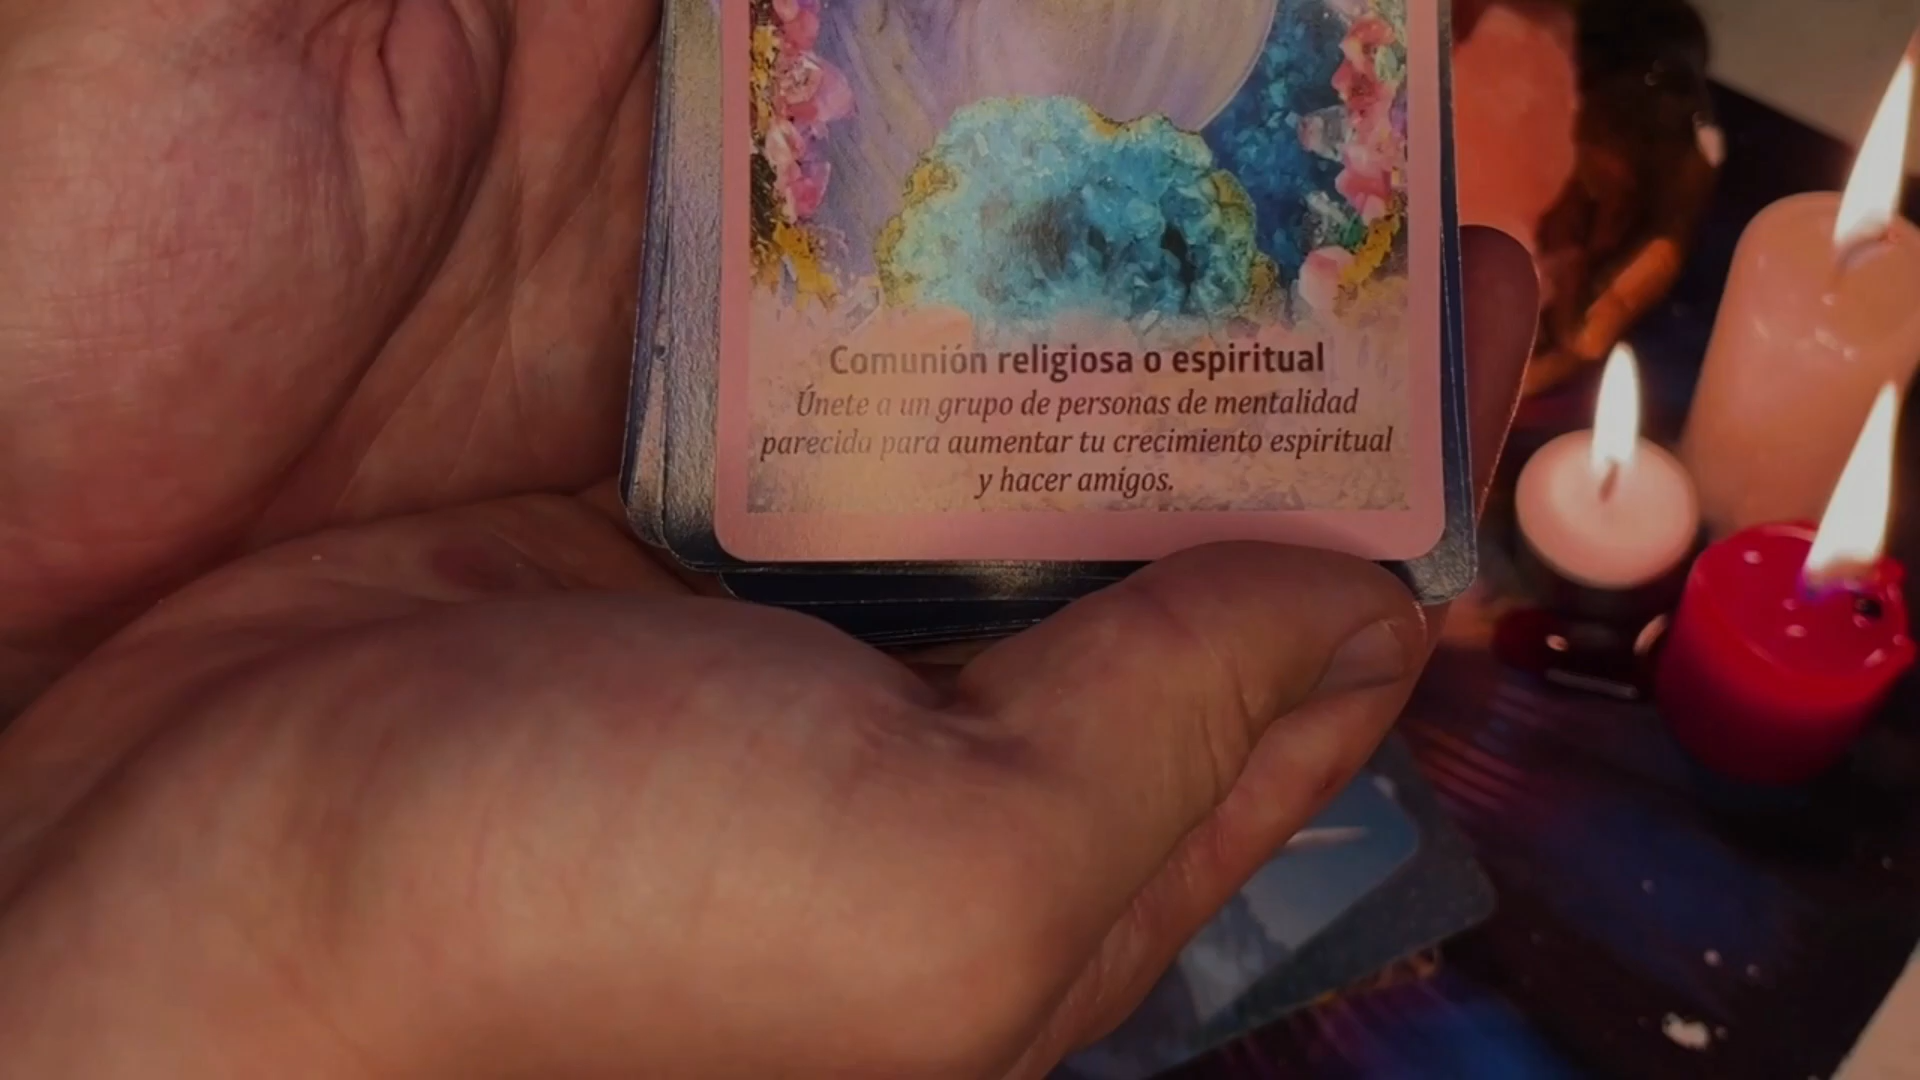 Comunión religiosa o espiritual
Únete a un grupo de personas de mentalidad
parecida para aumentar tu crecimiento espiritual
y hacer amigos.